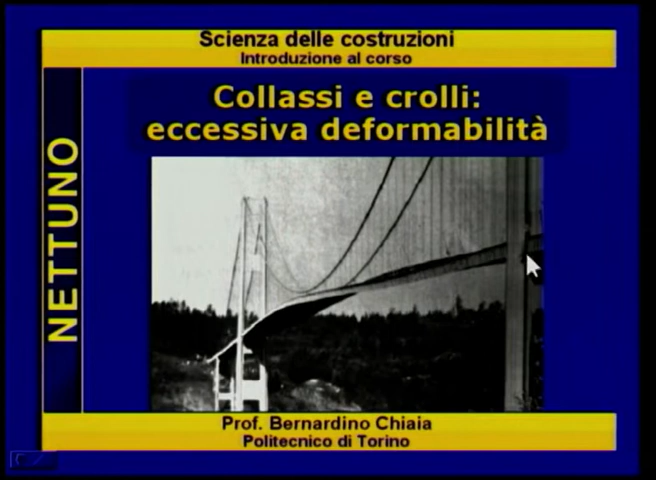 Scienza delle costruzioni
Introduzione al corso
Collassi e crolli:
eccessiva deformabilità
NETTUNO
Prof. Bernardino Chiaia
Politecnico di Torino